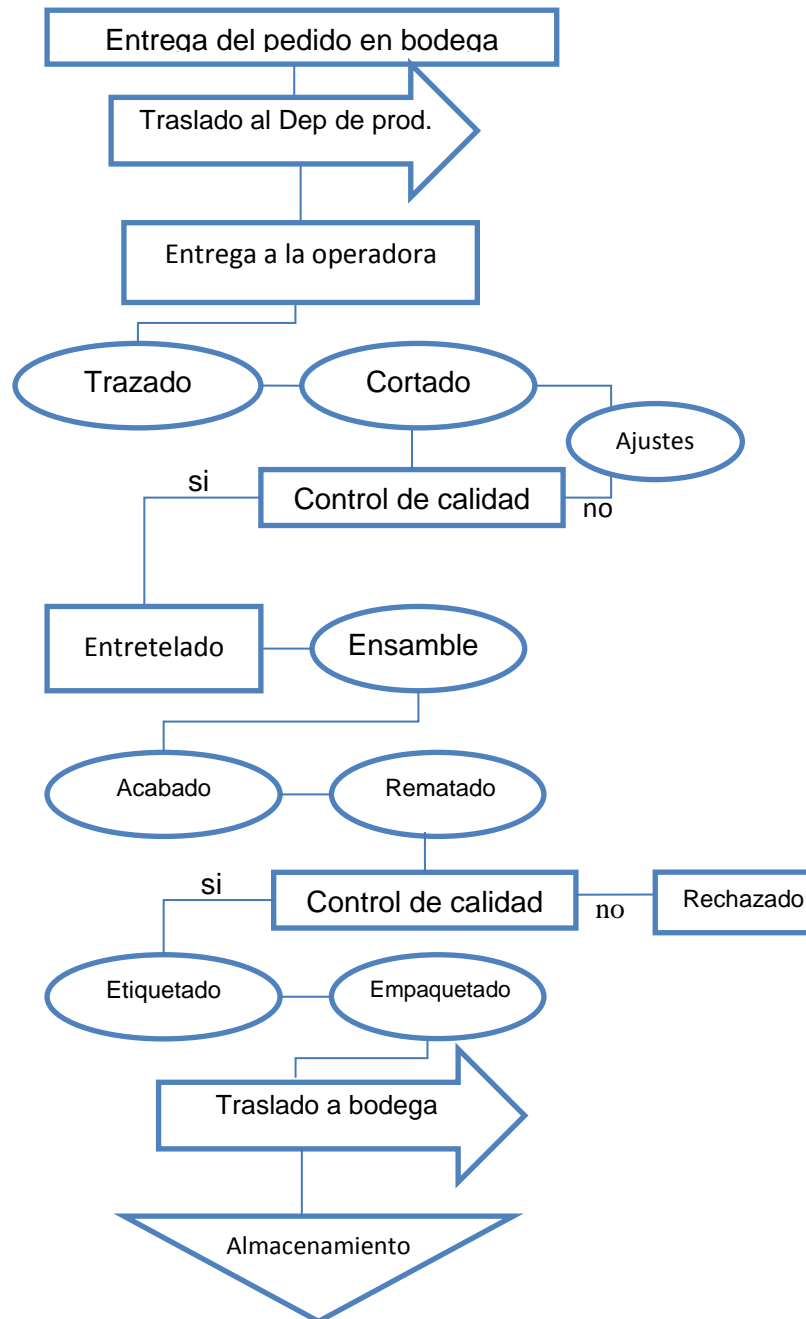 Entrega del pedido en bodega
Traslado al Dep de prod.
Entrega a la operadora
Trazado
Cortado
Ajustes
si
Control de calidad
no
Entretelado
Ensamble
Acabado
Rematado
si
Control de calidad
no
Rechazado
Etiquetado
Empaquetado
Traslado a bodega
Almacenamiento